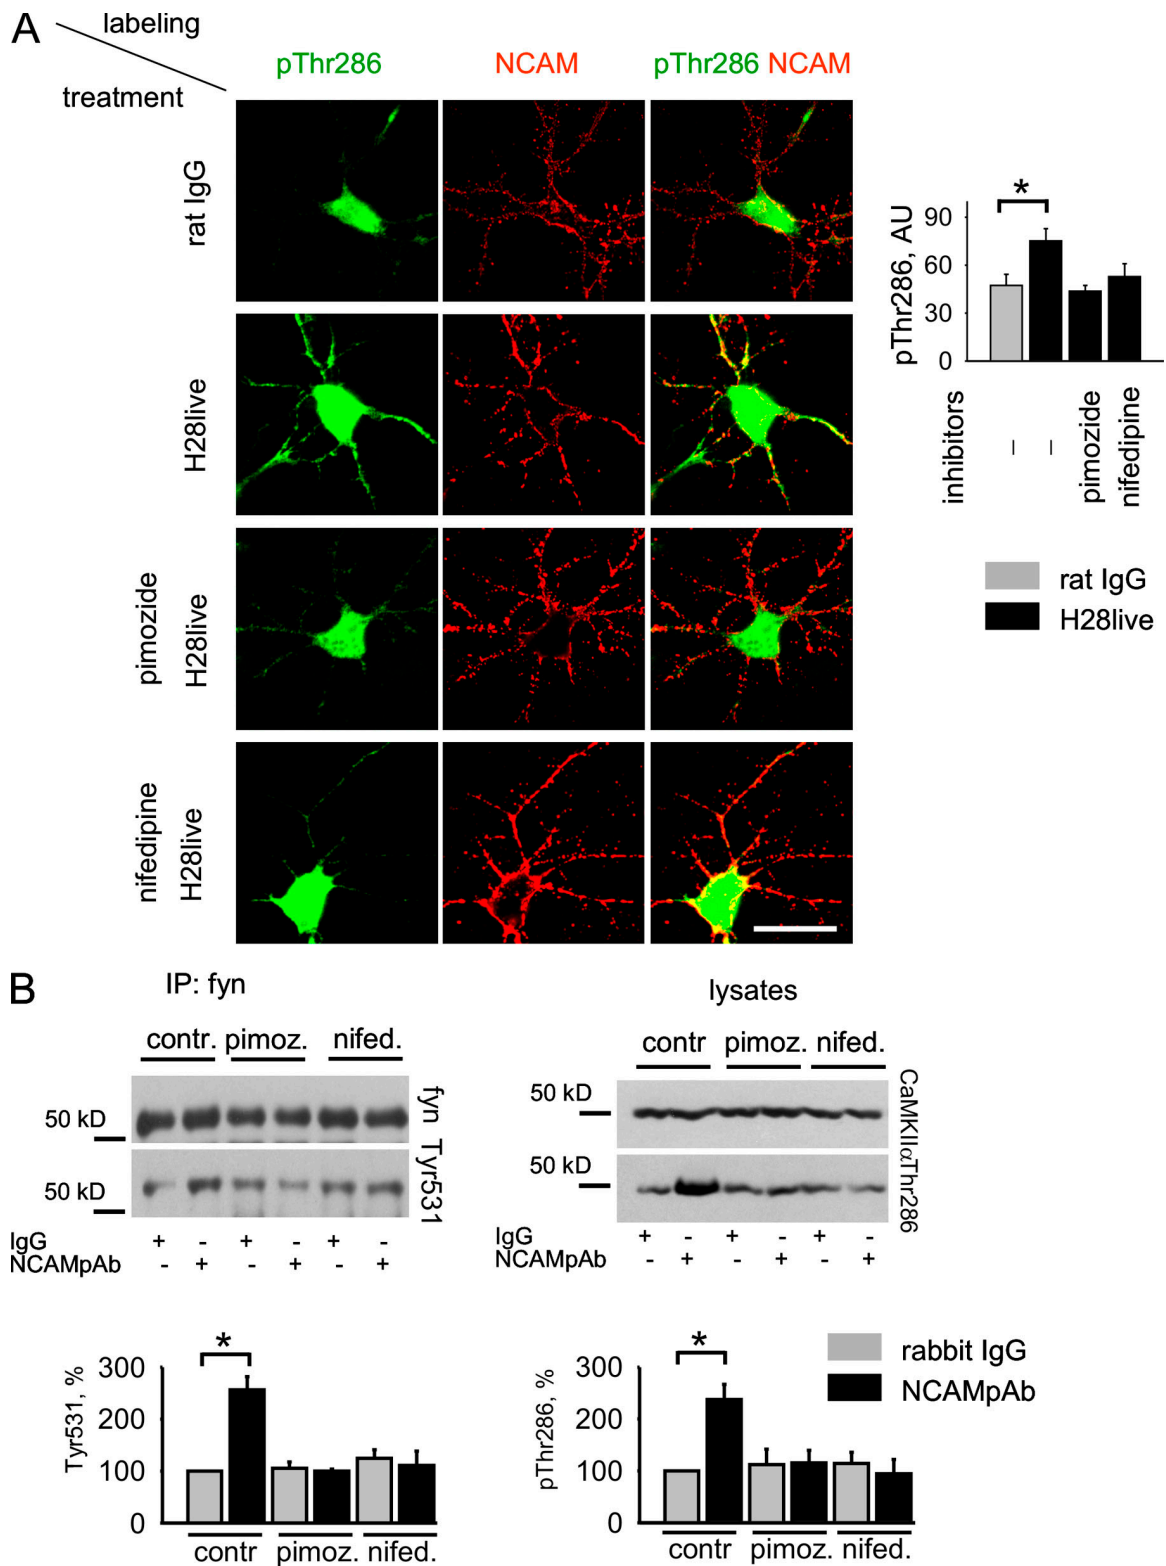 A
labeling
treatment
pThr286
NCAM
pThr286 NCAM
rat IgG
H28live
pimozide
H28live
nifedipine
H28live
*
pThr286, AU
90
60
30
0
inhibitors
–
–
pimozide
nifedipine
rat IgG
H28live
B
IP: fyn
lysates
contr. pimoz. nifed.
contr pimoz. nifed.
50 kD
fyn
50 kD
Tyr531
50 kD
CaMKIIα
50 kD
Thr286
IgG + - + - + -
NCAMpAb - + - + - +
IgG + - + - + -
NCAMpAb - + - + - +
*
Tyr531, %
300
200
100
0
contr pimoz. nifed.
*
pThr286, %
300
200
100
0
contr pimoz. nifed.
rabbit IgG
NCAMpAb